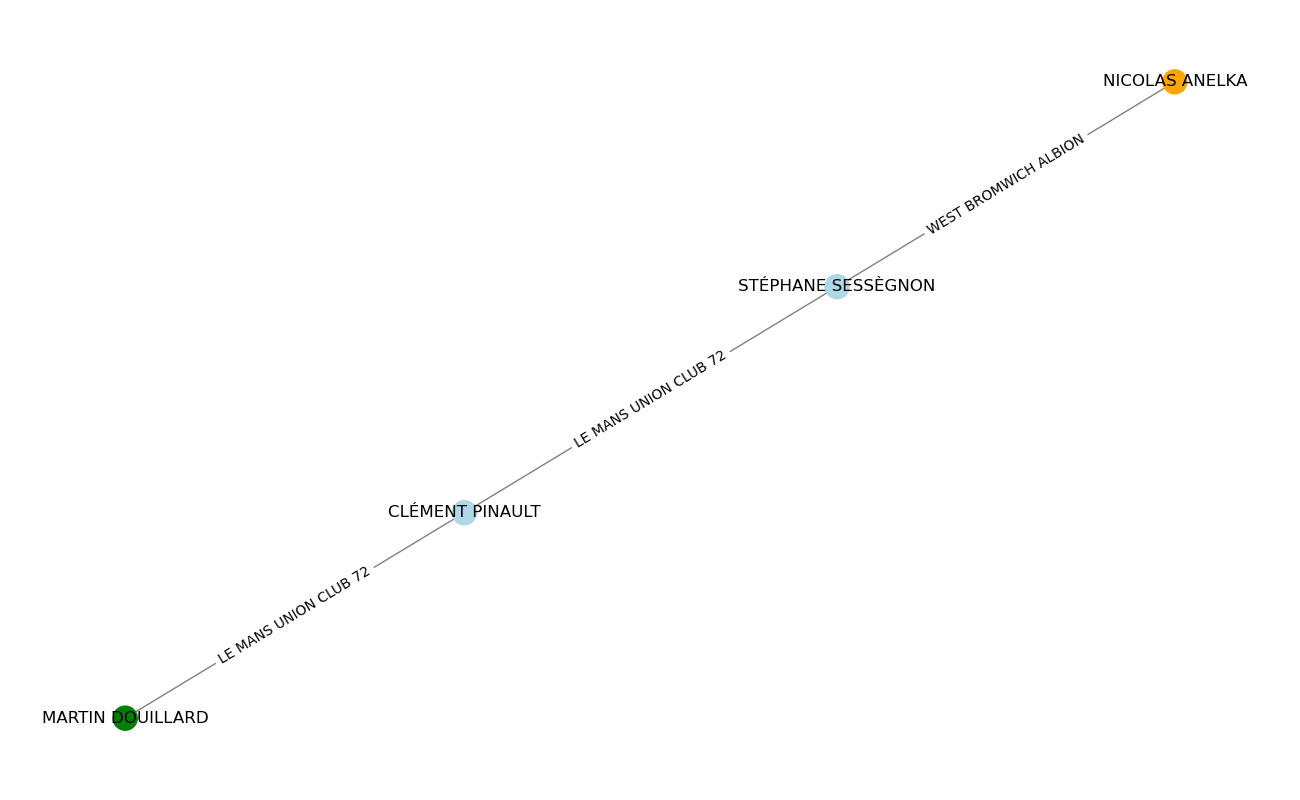 NICOLAS ANELKA
WEST BROMWICH ALBION
STÉPHANE SESSÈGNON
LE MANS UNION CLUB 72
CLÉMENT PINAULT
LE MANS UNION CLUB 72
MARTIN DOUILLARD